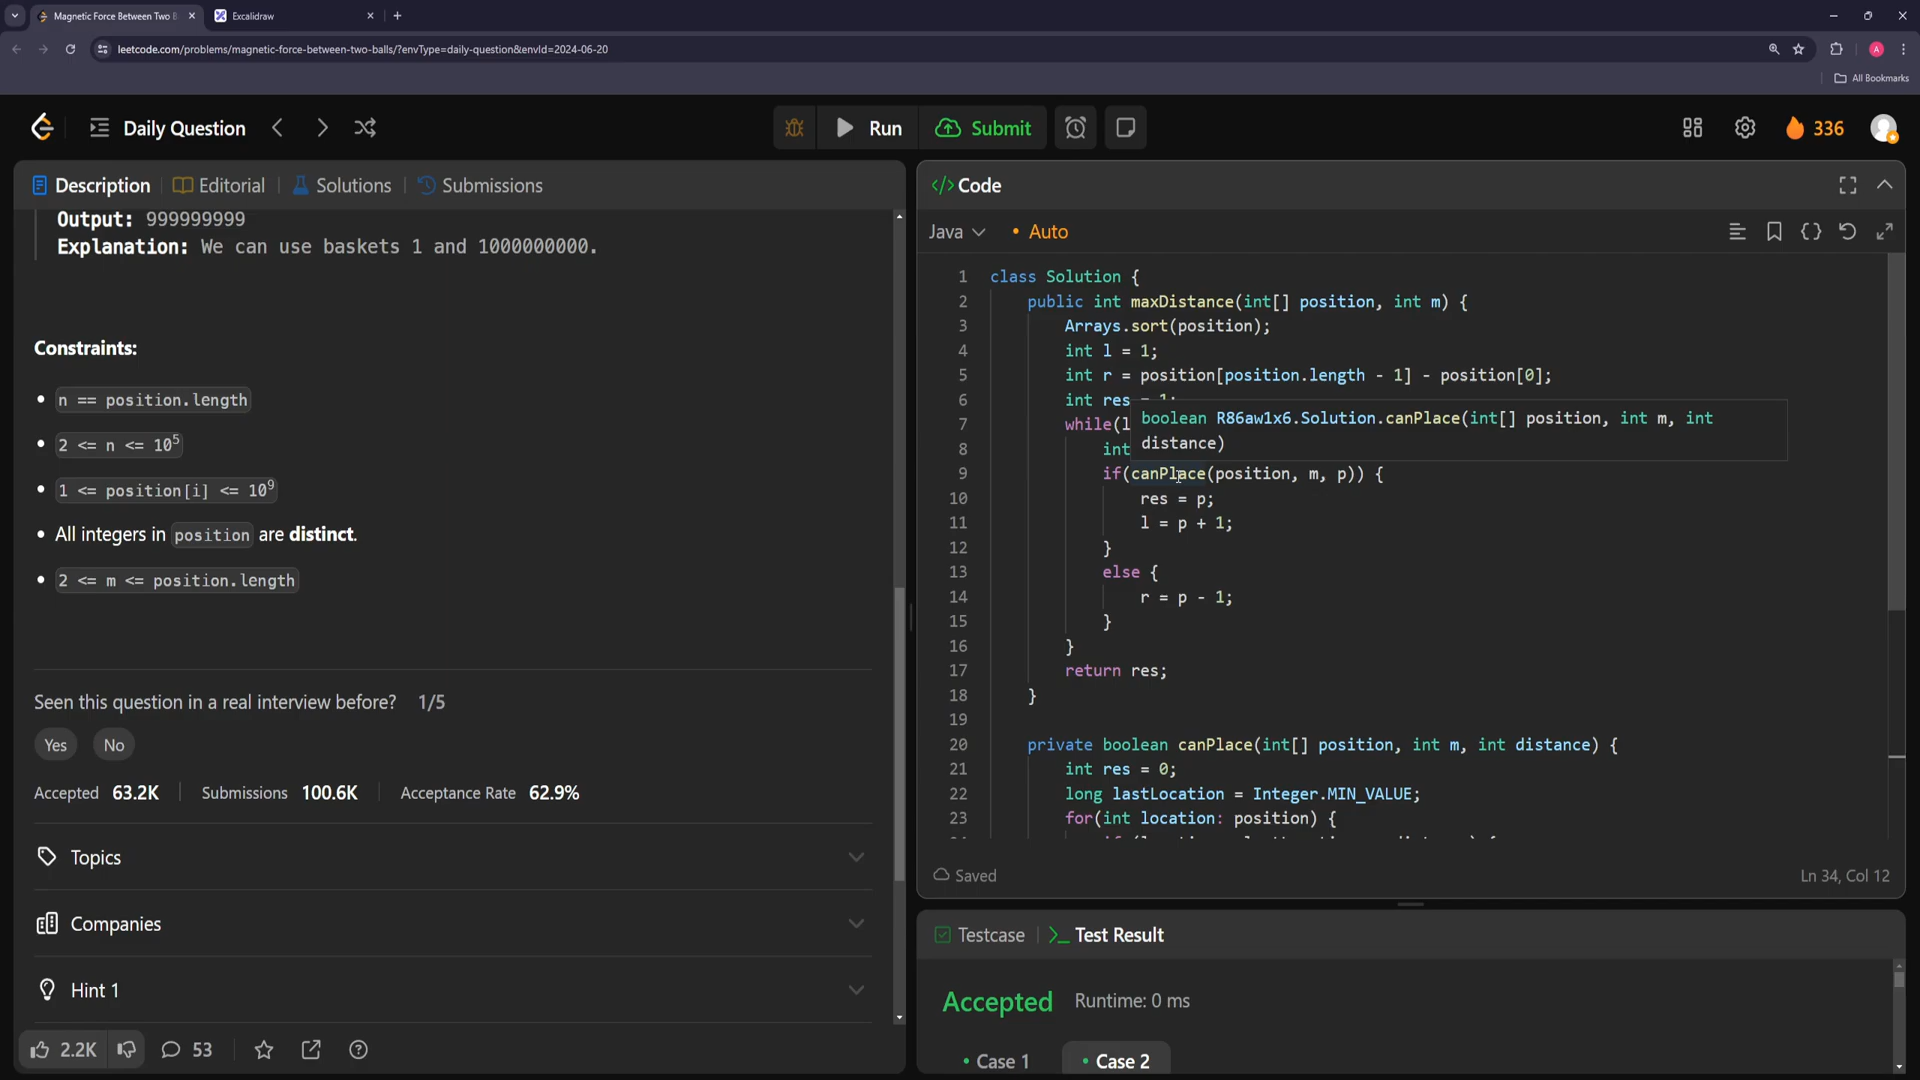 Magnetic Force Between Two B
Excalidraw
leetcode.com/problems/magnetic-force-between-two-balls/?envType=daily-question&envId=2024-06-20
A
All Bookmarks
Daily Question
Run
Submit
336
Description
Editorial
Solutions
Submissions
Output: 999999999
Explanation: We can use baskets 1 and 1000000000.
Constraints:
• n == position.length
• 2 <= n <= 10^5
• 1 <= position[i] <= 10^9
• All integers in position are distinct.
• 2 <= m <= position.length
Seen this question in a real interview before? 1/5
Yes
No
Accepted 63.2K
Submissions 100.6K
Acceptance Rate 62.9%
Topics
Companies
Hint 1
2.2K
53
</> Code
Java
• Auto
1 class Solution {
2 public int maxDistance(int[] position, int m) {
3 Arrays.sort(position);
4 int l = 1;
5 int r = position[position.length - 1] - position[0];
6 int res = 1;
boolean R86aw1x6.Solution.canPlace(int[] position, int m, int
distance)
7 while(l
8 int
9 if(canPlace(position, m, p)) {
10 res = p;
11 l = p + 1;
12 }
13 else {
14 r = p - 1;
15 }
16 }
17 return res;
18 }
19
20 private boolean canPlace(int[] position, int m, int distance) {
21 int res = 0;
22 long lastLocation = Integer.MIN_VALUE;
23 for(int location: position) {
Saved
Ln 34, Col 12
Testcase
Test Result
Accepted
Runtime: 0 ms
• Case 1
• Case 2